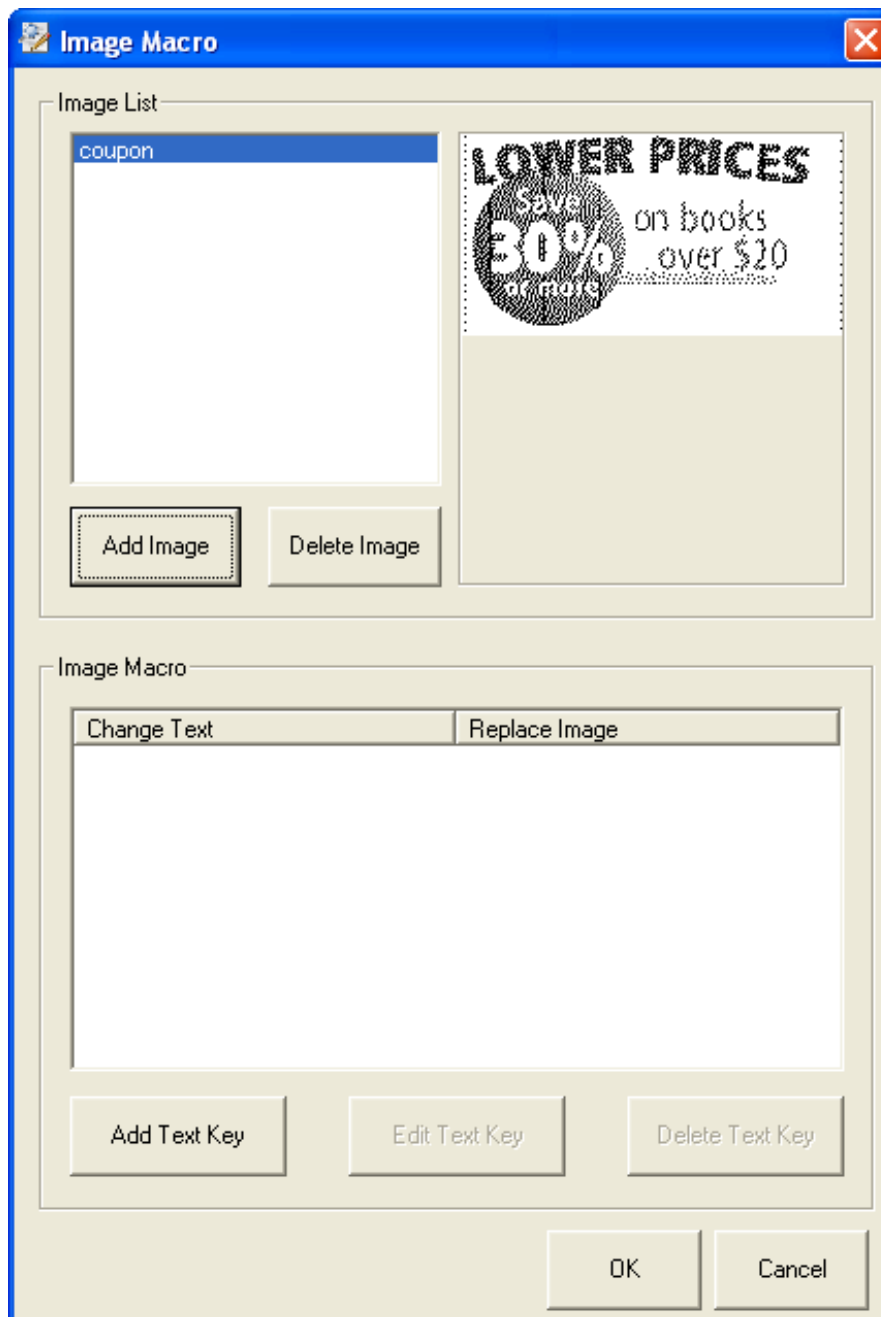 Image Macro
Image List
coupon
LOWER PRICES
Save
30%
or more
on books
over $20
Add Image
Delete Image
Image Macro
Change Text
Replace Image
Add Text Key
Edit Text Key
Delete Text Key
OK
Cancel